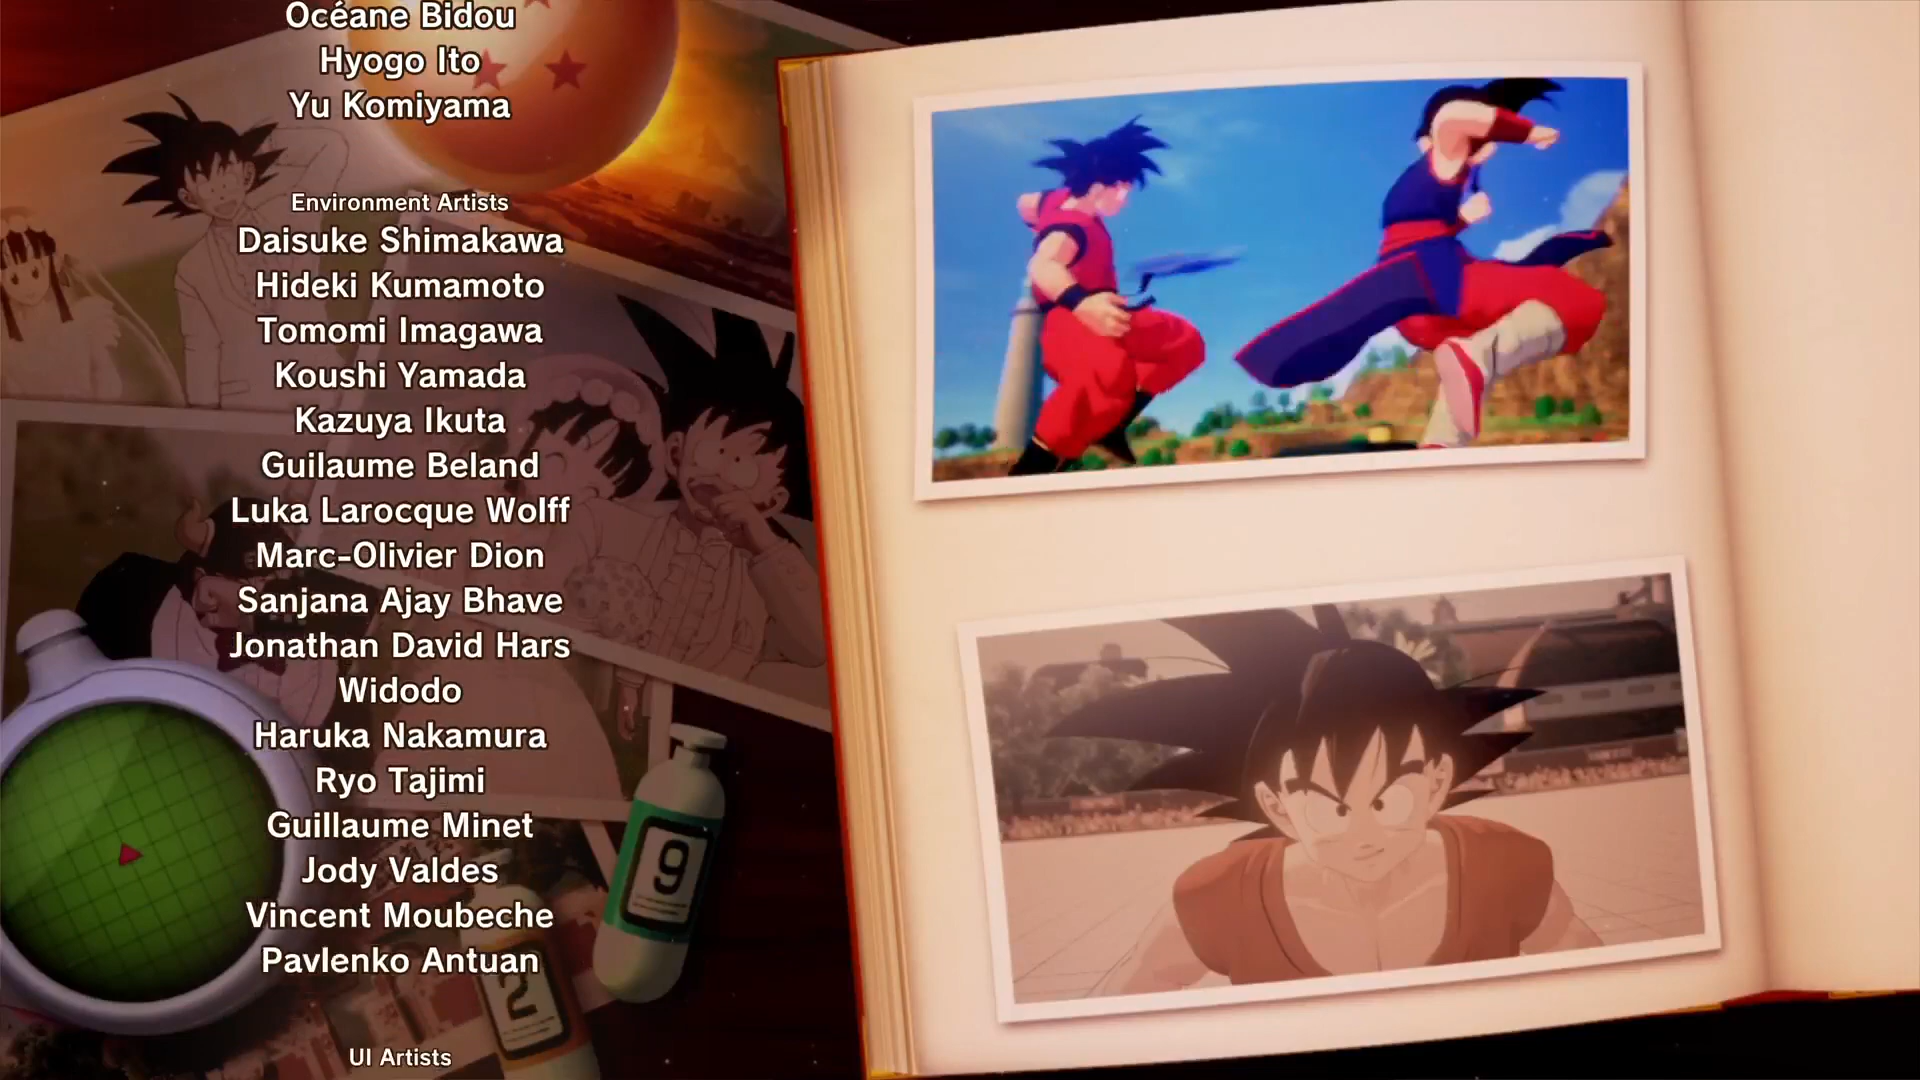 Océane Bidou
Hyogo Ito
Yu Komiyama
Environment Artists
Daisuke Shimakawa
Hideki Kumamoto
Tomomi Imagawa
Koushi Yamada
Kazuya Ikuta
Guilaume Beland
Luka Larocque Wolff
Marc-Olivier Dion
Sanjana Ajay Bhave
Jonathan David Hars
Widodo
Haruka Nakamura
Ryo Tajimi
Guillaume Minet
Jody Valdes
Vincent Moubeche
Pavlenko Antuan
UI Artists
9
2